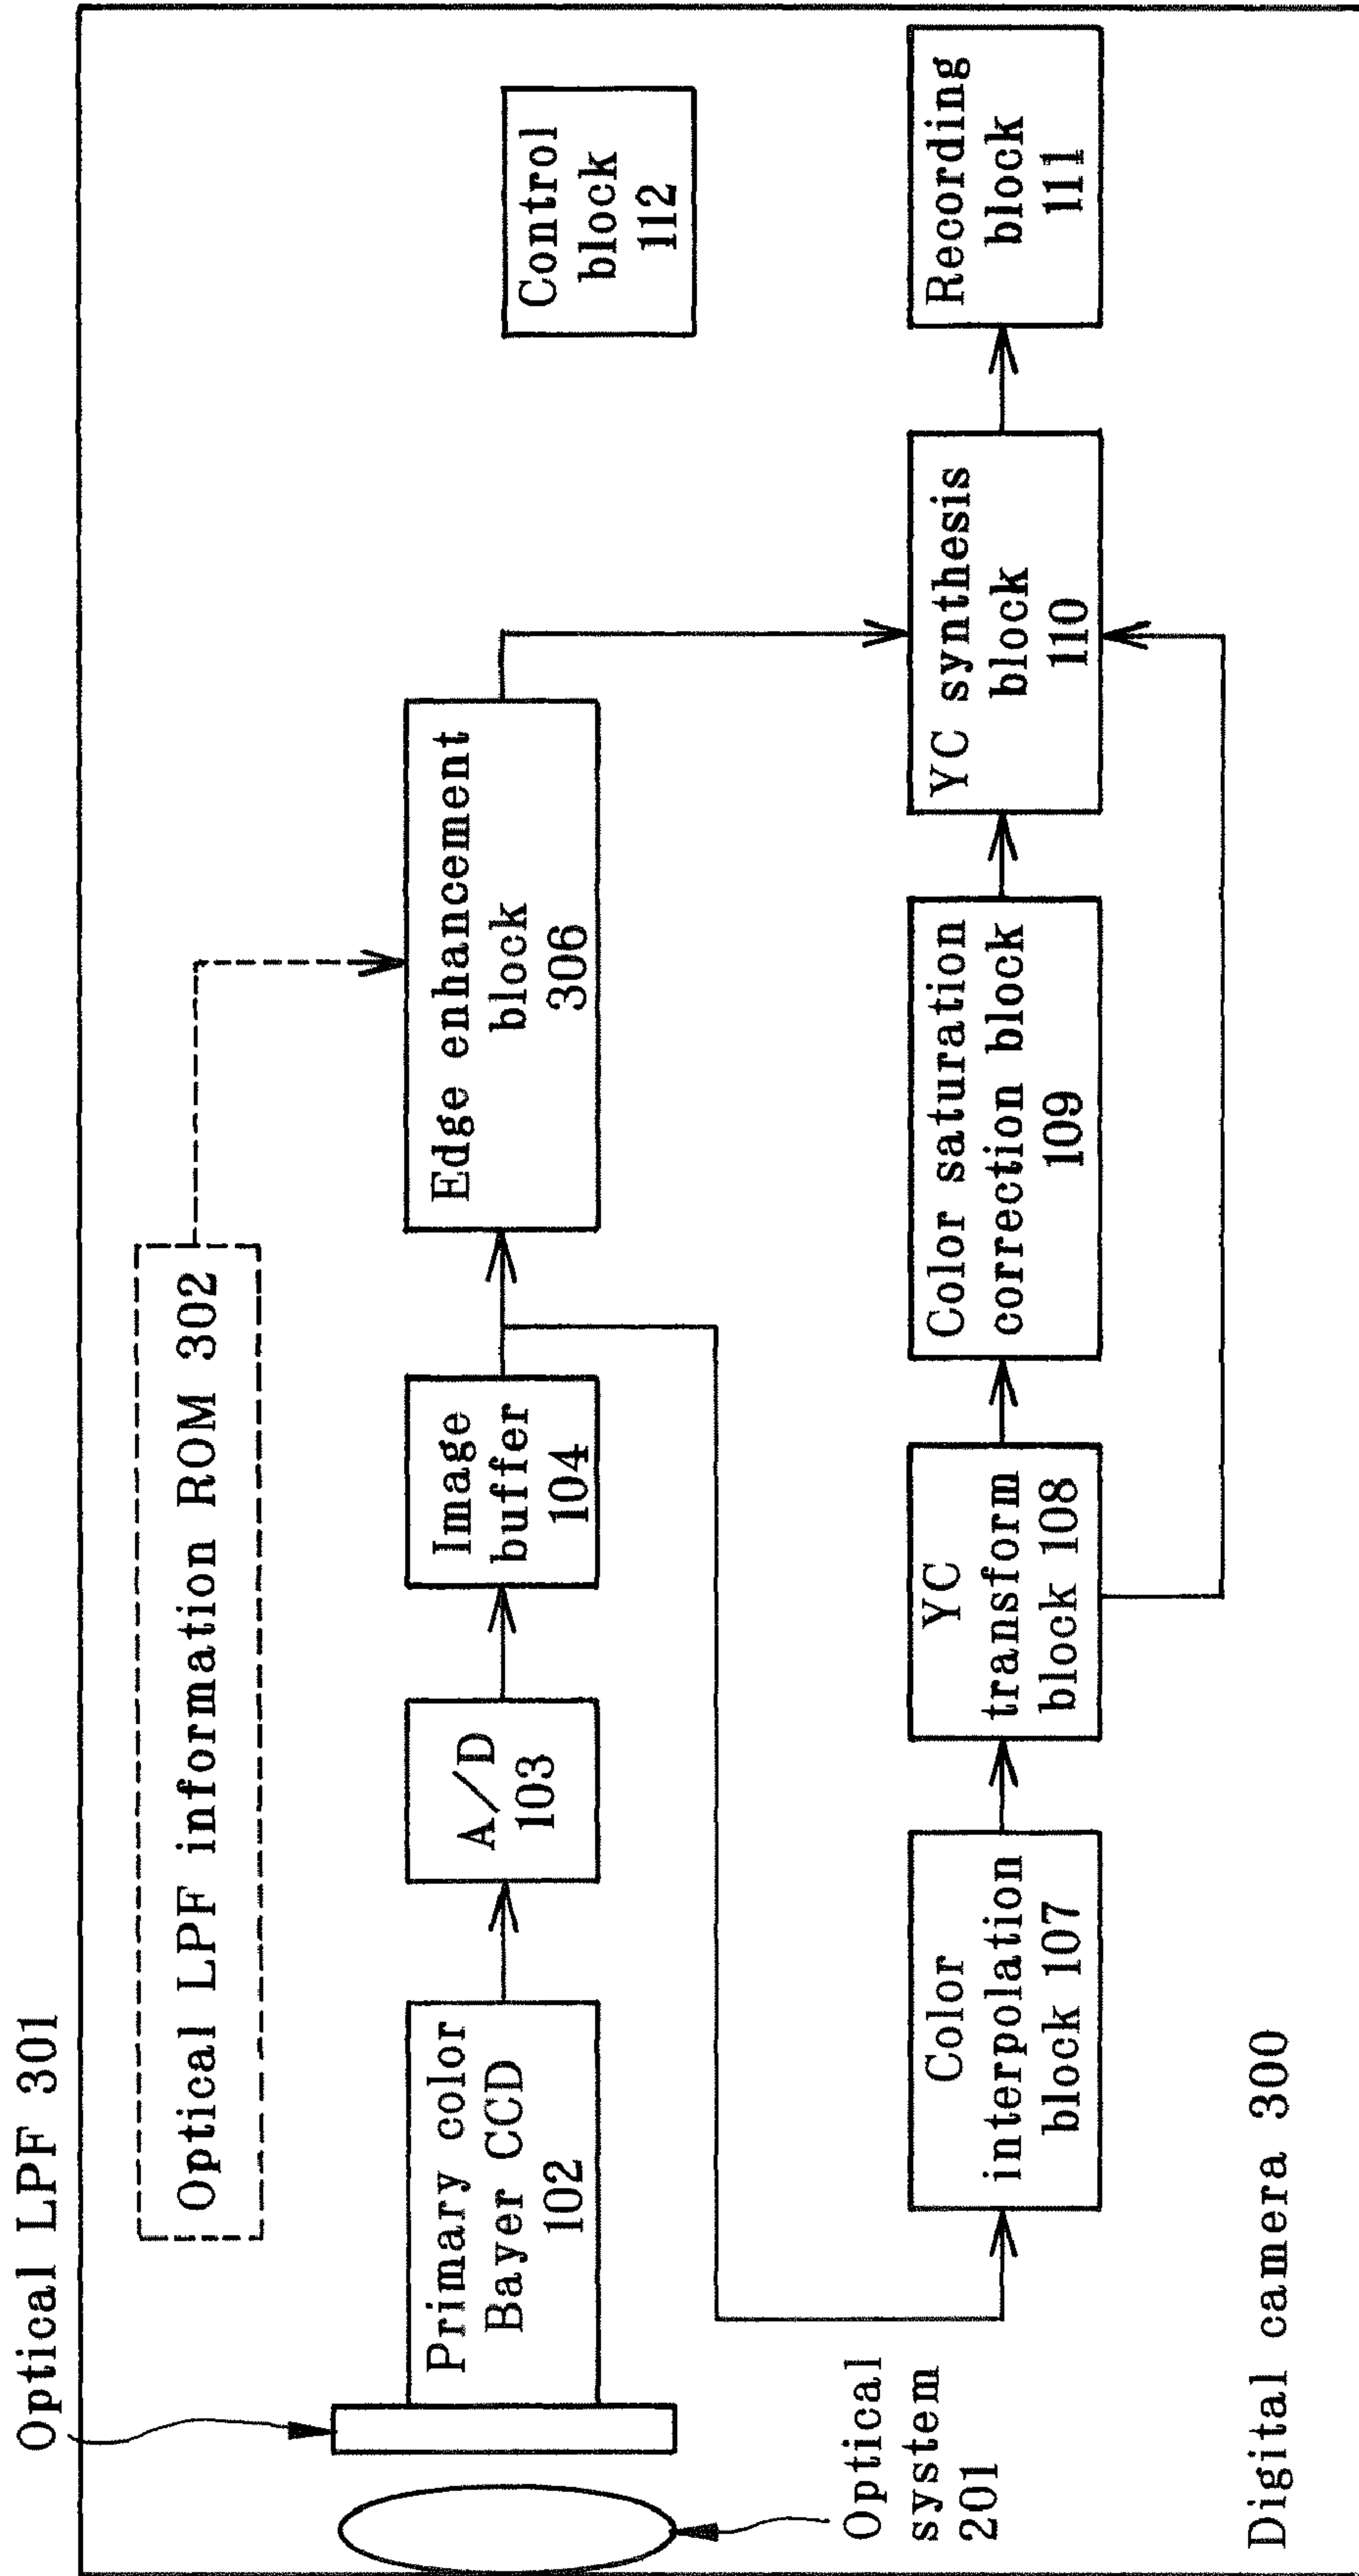 Optical LPF 301
Optical LPF information ROM 302
Primary color
Bayer CCD
102
A/D
103
Image
buffer
104
Edge enhancement
block
306
Control
block
112
Optical
system
201
Color
interpolation
block 107
YC
transform
block 108
Color saturation
correction block
109
YC synthesis
block
110
Recording
block
111
Digital camera 300